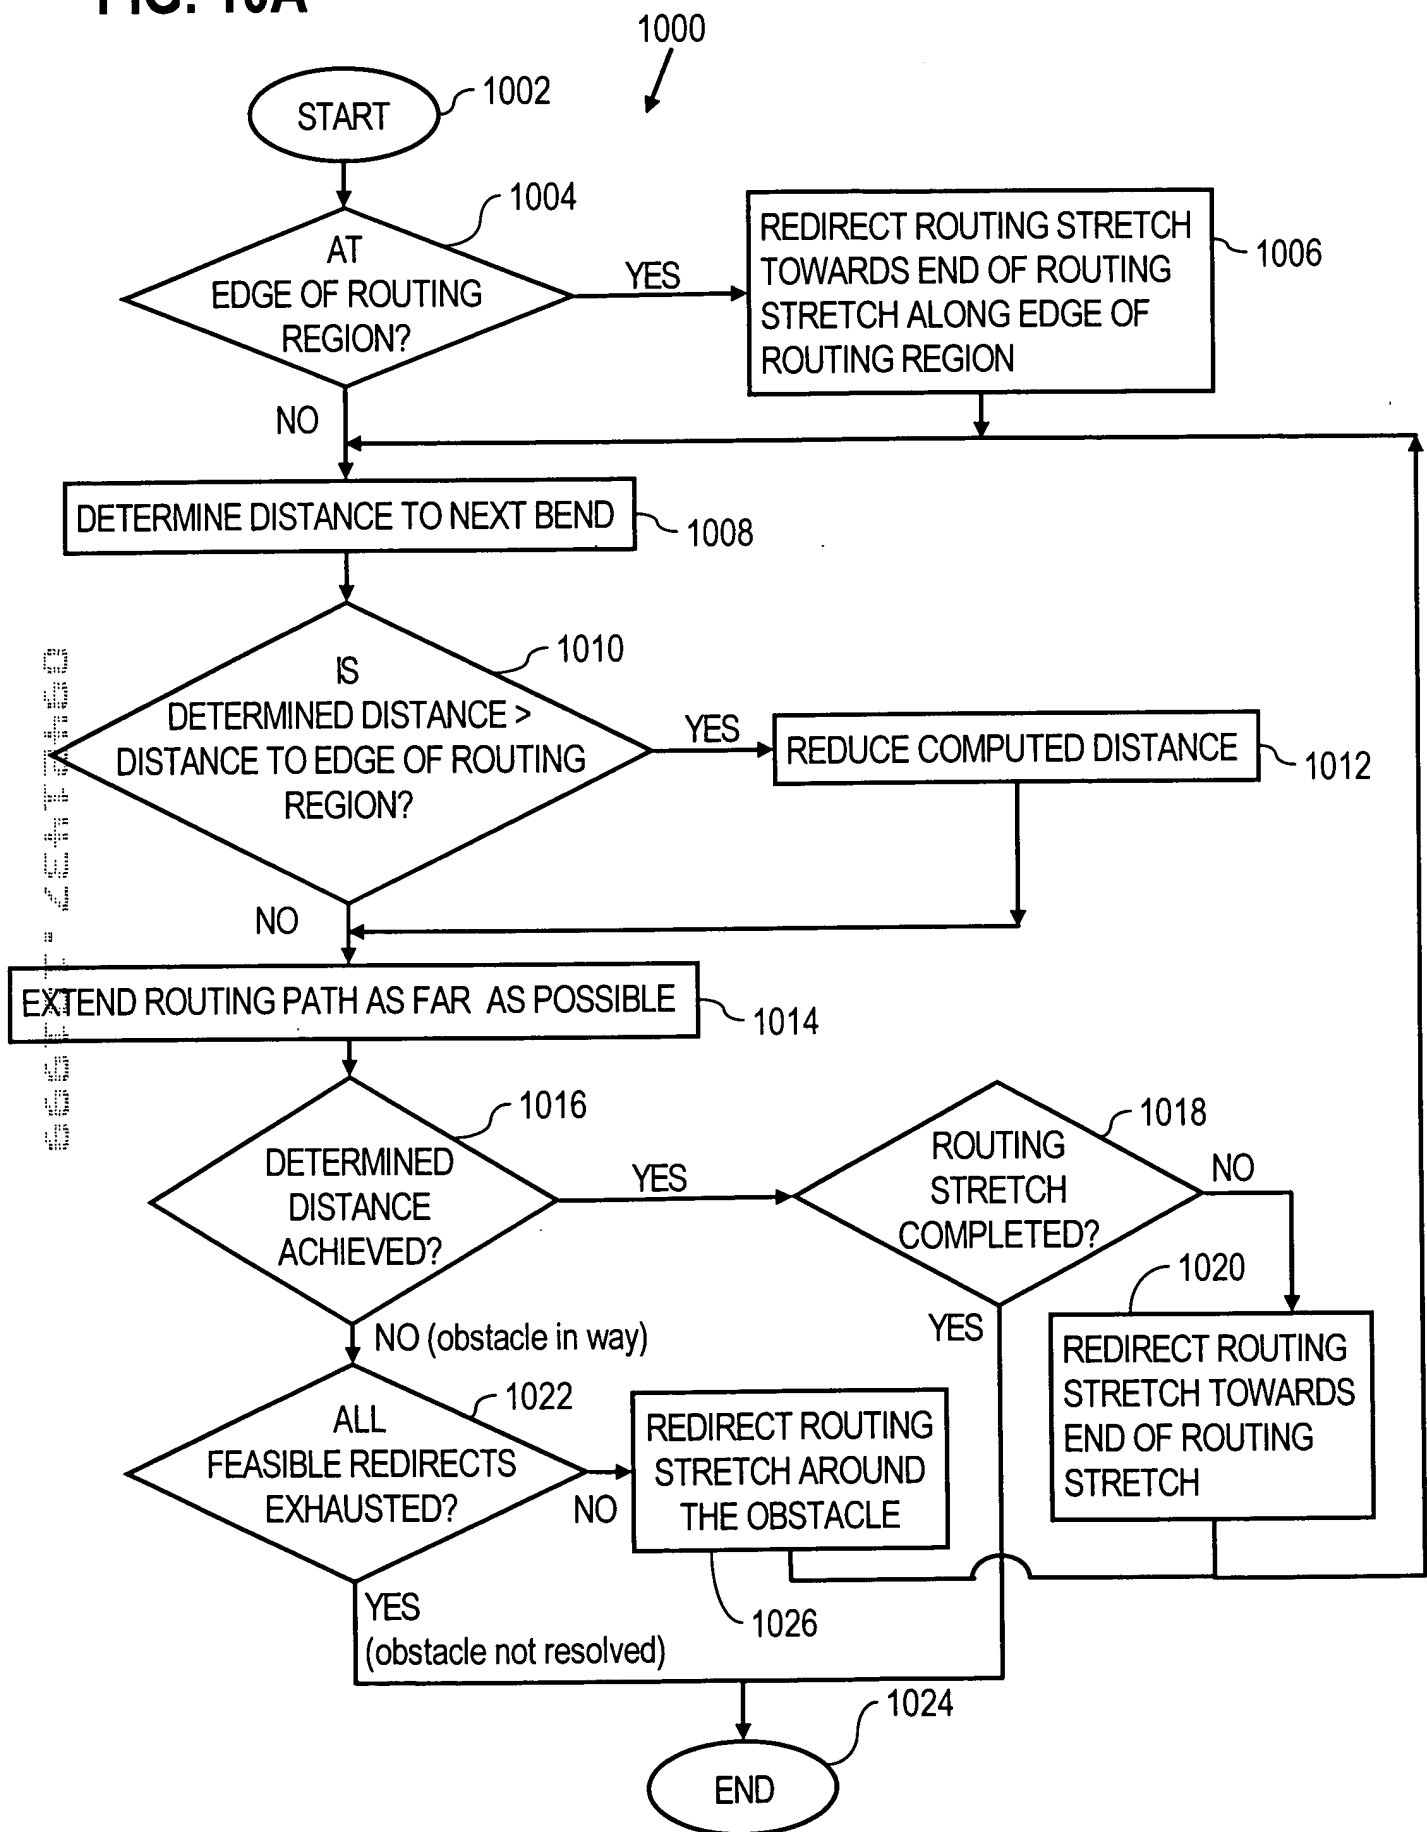 FIG. 10A
1000
START
1002
1004
AT
EDGE OF ROUTING
REGION?
YES
REDIRECT ROUTING STRETCH
TOWARDS END OF ROUTING
STRETCH ALONG EDGE OF
ROUTING REGION
1006
NO
DETERMINE DISTANCE TO NEXT BEND
1008
1010
IS
DETERMINED DISTANCE >
DISTANCE TO EDGE OF ROUTING
REGION?
YES
REDUCE COMPUTED DISTANCE
1012
NO
EXTEND ROUTING PATH AS FAR AS POSSIBLE
1014
1016
DETERMINED
DISTANCE
ACHIEVED?
YES
1018
ROUTING
STRETCH
COMPLETED?
NO
1020
REDIRECT ROUTING
STRETCH TOWARDS
END OF ROUTING
STRETCH
YES
NO (obstacle in way)
1022
ALL
FEASIBLE REDIRECTS
EXHAUSTED?
NO
REDIRECT ROUTING
STRETCH AROUND
THE OBSTACLE
1026
YES
(obstacle not resolved)
1024
END